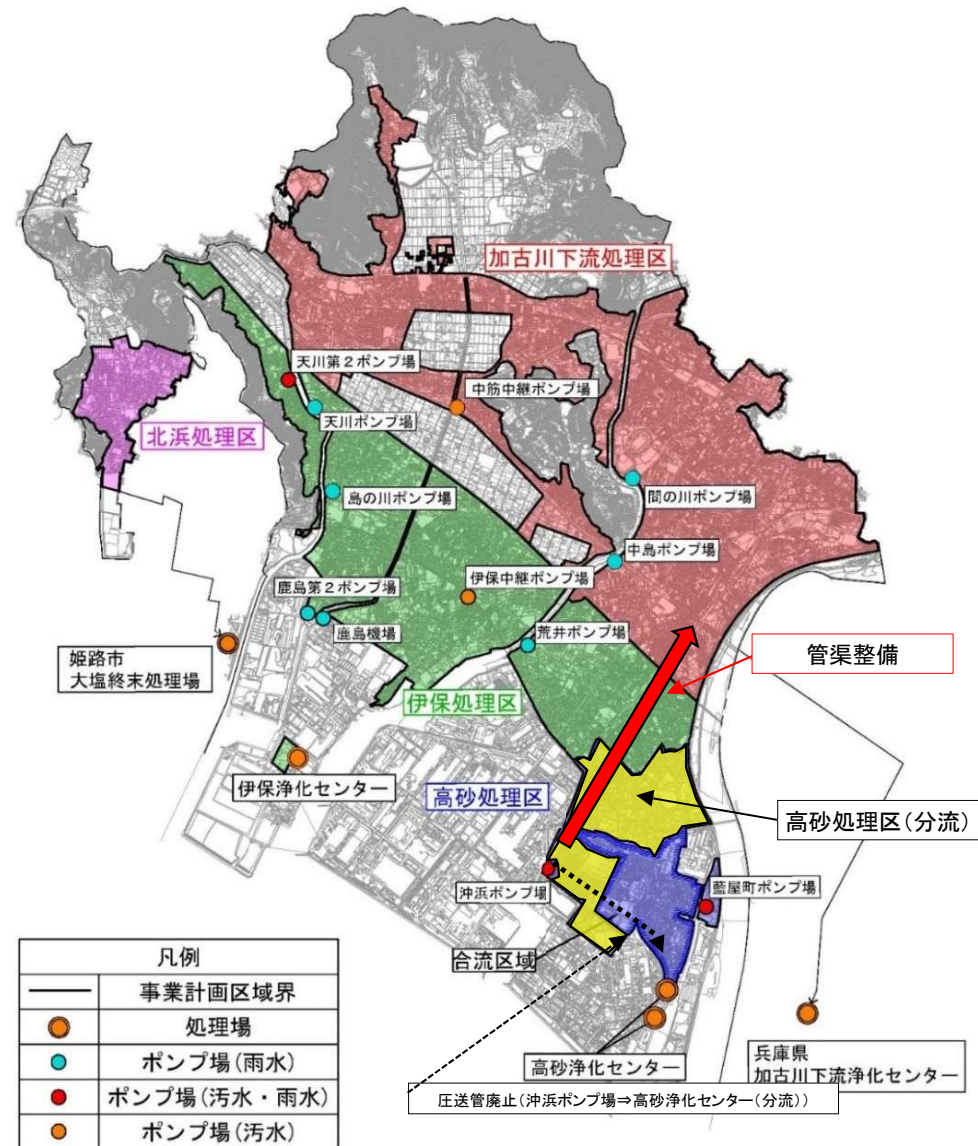 加古川下流処理区
天川第2ポンプ場
中筋中継ポンプ場
天川ポンプ場
北浜処理区
島の川ポンプ場
間の川ポンプ場
中島ポンプ場
鹿島第2ポンプ場
伊保中継ポンプ場
鹿島機場
荒井ポンプ場
管渠整備
姫路市
大塩終末処理場
伊保処理区
伊保浄化センター
高砂処理区
高砂処理区(分流)
沖浜ポンプ場
藍屋町ポンプ場
合流区域
高砂浄化センター
兵庫県
加古川下流浄化センター
圧送管廃止(沖浜ポンプ場⇒高砂浄化センター(分流))
凡例
事業計画区域界
処理場
ポンプ場(雨水)
ポンプ場(汚水・雨水)
ポンプ場(汚水)